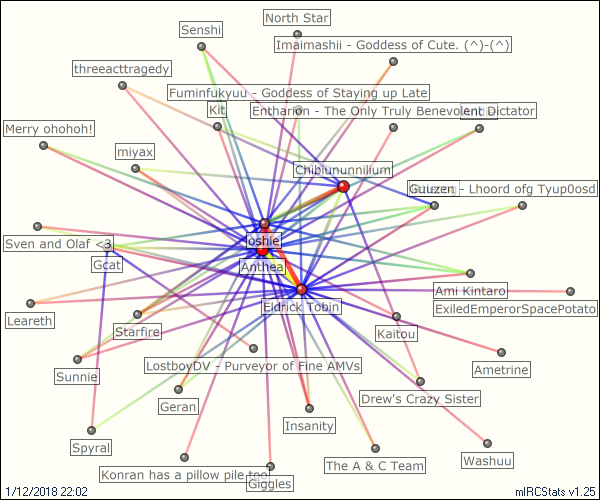 North Star
Senshi
Imaimashii - Goddess of Cute. (^)-(^)
threeacttragedy
Fuminfukyuu - Goddess of Staying up Late
Kit
Entharion - The Only Truly Benevolent Dictator
Merry ohohoh!
miyax
Chibiununnilium
Guuzen - Lhoord ofg Tyup0osd
oshie
Sven and Olaf <3
Gcat
Anthea
Ami Kintaro
Eldrick Tobin
ExiledEmperorSpacePotato
Leareth
Starfire
Kaitou
LostboyDV - Purveyor of Fine AMVs
Ametrine
Sunnie
Drew's Crazy Sister
Geran
Insanity
Spyral
Washuu
The A & C Team
Konran has a pillow pile too
Giggles
1/12/2018 22:02
mIRCStats v1.25